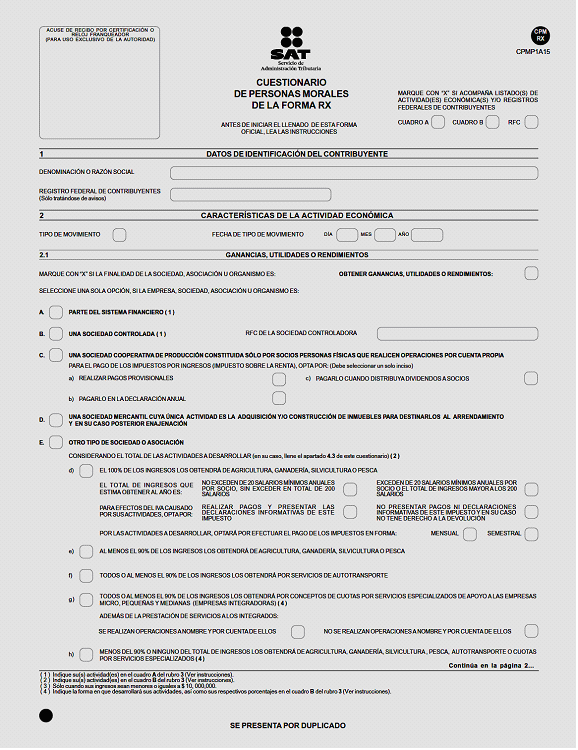 ACUSE DE RECIBO POR CERTIFICACIÓN O
RELOJ FRANQUEADOR
(PARA USO EXCLUSIVO DE LA AUTORIDAD)
SAT
Servicio de
Administración Tributaria
CPM
RX
CPMP1A15
CUESTIONARIO
DE PERSONAS MORALES
DE LA FORMA RX
ANTES DE INICIAR EL LLENADO DE ESTA FORMA
OFICIAL, LEA LAS INSTRUCCIONES
MARQUE CON "X" SI ACOMPAÑA LISTADO(S) DE
ACTIVIDAD(ES) ECONÓMICA(S) Y/O REGISTROS
FEDERALES DE CONTRIBUYENTES
CUADRO A CUADRO B RFC
1 DATOS DE IDENTIFICACIÓN DEL CONTRIBUYENTE
DENOMINACIÓN O RAZÓN SOCIAL
REGISTRO FEDERAL DE CONTRIBUYENTES
(Sólo tratándose de avisos)
2 CARACTERÍSTICAS DE LA ACTIVIDAD ECONÓMICA
TIPO DE MOVIMIENTO FECHA DE TIPO DE MOVIMIENTO DÍA MES AÑO
2.1 GANANCIAS, UTILIDADES O RENDIMIENTOS
MARQUE CON "X" SI LA FINALIDAD DE LA SOCIEDAD, ASOCIACIÓN U ORGANISMO ES: OBTENER GANANCIAS, UTILIDADES O RENDIMIENTOS:
SELECCIONE UNA SOLA OPCIÓN, SI LA EMPRESA, SOCIEDAD, ASOCIACIÓN U ORGANISMO ES:
A. PARTE DEL SISTEMA FINANCIERO ( 1 )
B. UNA SOCIEDAD CONTROLADA ( 1 ) RFC DE LA SOCIEDAD CONTROLADORA
C. UNA SOCIEDAD COOPERATIVA DE PRODUCCIÓN CONSTITUIDA SÓLO POR SOCIOS PERSONAS FÍSICAS QUE REALICEN OPERACIONES POR CUENTA PROPIA
PARA EL PAGO DE LOS IMPUESTOS POR INGRESOS (IMPUESTO SOBRE LA RENTA), OPTA POR: (Debe seleccionar un solo inciso)
a) REALIZAR PAGOS PROVISIONALES c) PAGARLO CUANDO DISTRIBUYA DIVIDENDOS A SOCIOS
b) PAGARLO EN LA DECLARACIÓN ANUAL
D. UNA SOCIEDAD MERCANTIL CUYA ÚNICA ACTIVIDAD ES LA ADQUISICIÓN Y/O CONSTRUCCIÓN DE INMUEBLES PARA DESTINARLOS AL ARRENDAMIENTO
Y EN SU CASO POSTERIOR ENAJENACIÓN
E. OTRO TIPO DE SOCIEDAD O ASOCIACIÓN
CONSIDERANDO EL TOTAL DE LAS ACTIVIDADES A DESARROLLAR (en su caso, llene el apartado 4.3 de este cuestionario) ( 2 )
d) EL 100% DE LOS INGRESOS LOS OBTENDRÁ DE AGRICULTURA, GANADERÍA, SILVICULTURA O PESCA
EL TOTAL DE INGRESOS QUE
ESTIMA OBTENER AL AÑO ES:
NO EXCEDEN DE 20 SALARIOS MÍNIMOS ANUALES
POR SOCIO, SIN EXCEDER EN TOTAL DE 200
SALARIOS
EXCEDEN DE 20 SALARIOS MÍNIMOS ANUALES POR
SOCIO O EL TOTAL DE INGRESOS MAYOR A LOS 200
SALARIOS
PARA EFECTOS DEL IVA CAUSADO
POR SUS ACTIVIDADES, OPTA POR:
REALIZAR PAGOS Y PRESENTAR LAS
DECLARACIONES INFORMATIVAS DE ESTE
IMPUESTO
NO PRESENTAR PAGOS NI DECLARACIONES
INFORMATIVAS DE ESTE IMPUESTO Y EN SU CASO
NO TENE DERECHO A LA DEVOLUCIÓN
POR LAS ACTIVIDADES A DESARROLLAR, OPTARÁ POR EFECTUAR EL PAGO DE LOS IMPUESTOS EN FORMA: MENSUAL SEMESTRAL
e) AL MENOS EL 90% DE LOS INGRESOS LOS OBTENDRÁ DE AGRICULTURA, GANADERÍA, SILVICULTURA O PESCA
f) TODOS O AL MENOS EL 90% DE LOS INGRESOS LOS OBTENDRÁ POR SERVICIOS DE AUTOTRANSPORTE
g) TODOS O AL MENOS EL 90% DE LOS INGRESOS LOS OBTENDRÁ POR CONCEPTOS DE CUOTAS POR SERVICIOS ESPECIALIZADOS DE APOYO A LAS EMPRESAS
MICRO, PEQUEÑAS Y MEDIANAS (EMPRESAS INTEGRADORAS) ( 4 )
ADEMÁS DE LA PRESTACIÓN DE SERVICIOS A LOS INTEGRADOS:
SE REALIZAN OPERACIONES A NOMBRE Y POR CUENTA DE ELLOS NO SE REALIZAN OPERACIONES A NOMBRE Y POR CUENTA DE ELLOS
h) MENOS DEL 90% O NINGUNO DEL TOTAL DE INGRESOS LOS OBTENDRÁ DE AGRICULTURA, GANADERÍA, SILVICULTURA, PESCA, AUTOTRANSPORTE O CUOTAS
POR SERVICIOS ESPECIALIZADOS ( 4 )
Continúa en la página 2...
( 1 ) Indique su(s) actividad(es) en el cuadro A del rubro 3 (Ver instrucciones).
( 2 ) Indique su(s) actividad(es) en el cuadro B del rubro 3 (Ver instrucciones).
( 3 ) Sólo cuando sus ingresos sean menores o iguales a $ 10, 000,000.
( 4 ) Indique la forma en que desarrollará sus actividades, así como sus respectivos porcentajes en el cuadro B del rubro 3 (Ver instrucciones).
SE PRESENTA POR DUPLICADO